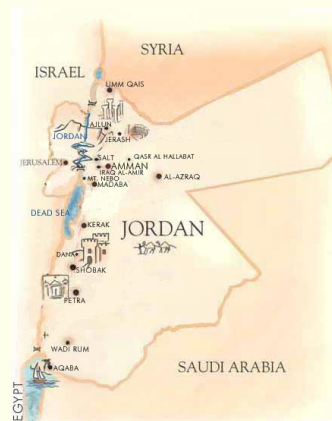 SYRIA
ISRAEL
UMM QAIS
AJLUN
JORDAN
JERASH
JERUSALEM
SALT
QASR AL HALLABAT
AMMAN
IRAQ AL-AMIR
MT. NEBO
AL-AZRAQ
MADABA
DEAD SEA
KERAK
JORDAN
DANA
SHOBAK
PETRA
WADI RUM
SAUDI ARABIA
AQABA
EGYPT